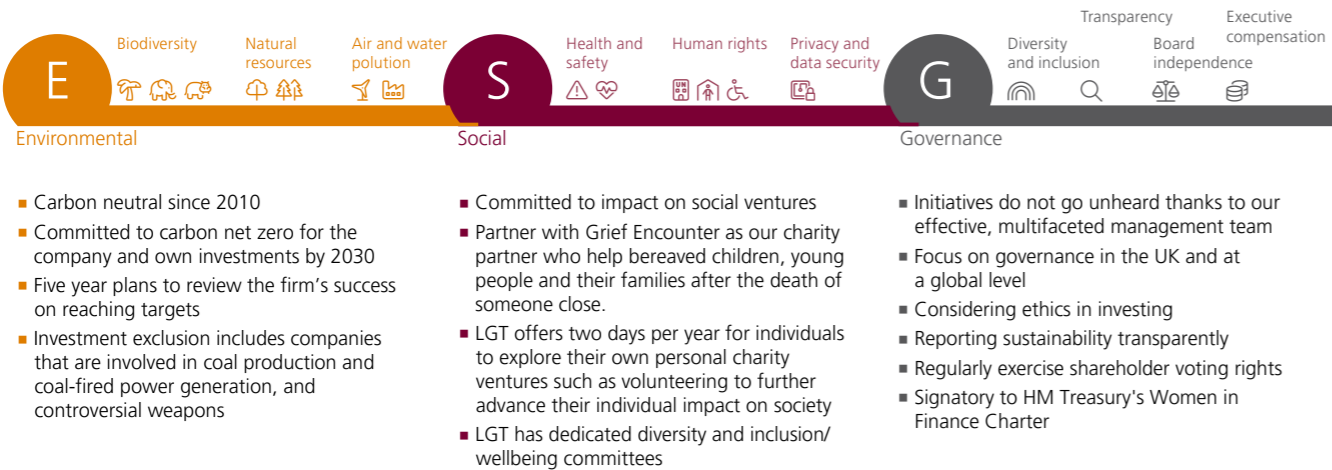 E
Biodiversity
Natural
resources
Air and water
polution
Environmental
S
Health and
safety
Human rights
UN
Privacy and
data security
Social
G
Diversity
and inclusion
Transparency
Board
independence
Executive
compensation
Governance
Carbon neutral since 2010
Committed to carbon net zero for the
company and own investments by 2030
Five year plans to review the firm's success
on reaching targets
Investment exclusion includes companies
that are involved in coal production and
coal-fired power generation, and
controversial weapons
Committed to impact on social ventures
Partner with Grief Encounter as our charity
partner who help bereaved children, young
people and their families after the death of
someone close.
LGT offers two days per year for individuals
to explore their own personal charity
ventures such as volunteering to further
advance their individual impact on society
LGT has dedicated diversity and inclusion/
wellbeing committees
Initiatives do not go unheard thanks to our
effective, multifaceted management team
Focus on governance in the UK and at
a global level
Considering ethics in investing
Reporting sustainability transparently
Regularly exercise shareholder voting rights
Signatory to HM Treasury's Women in
Finance Charter